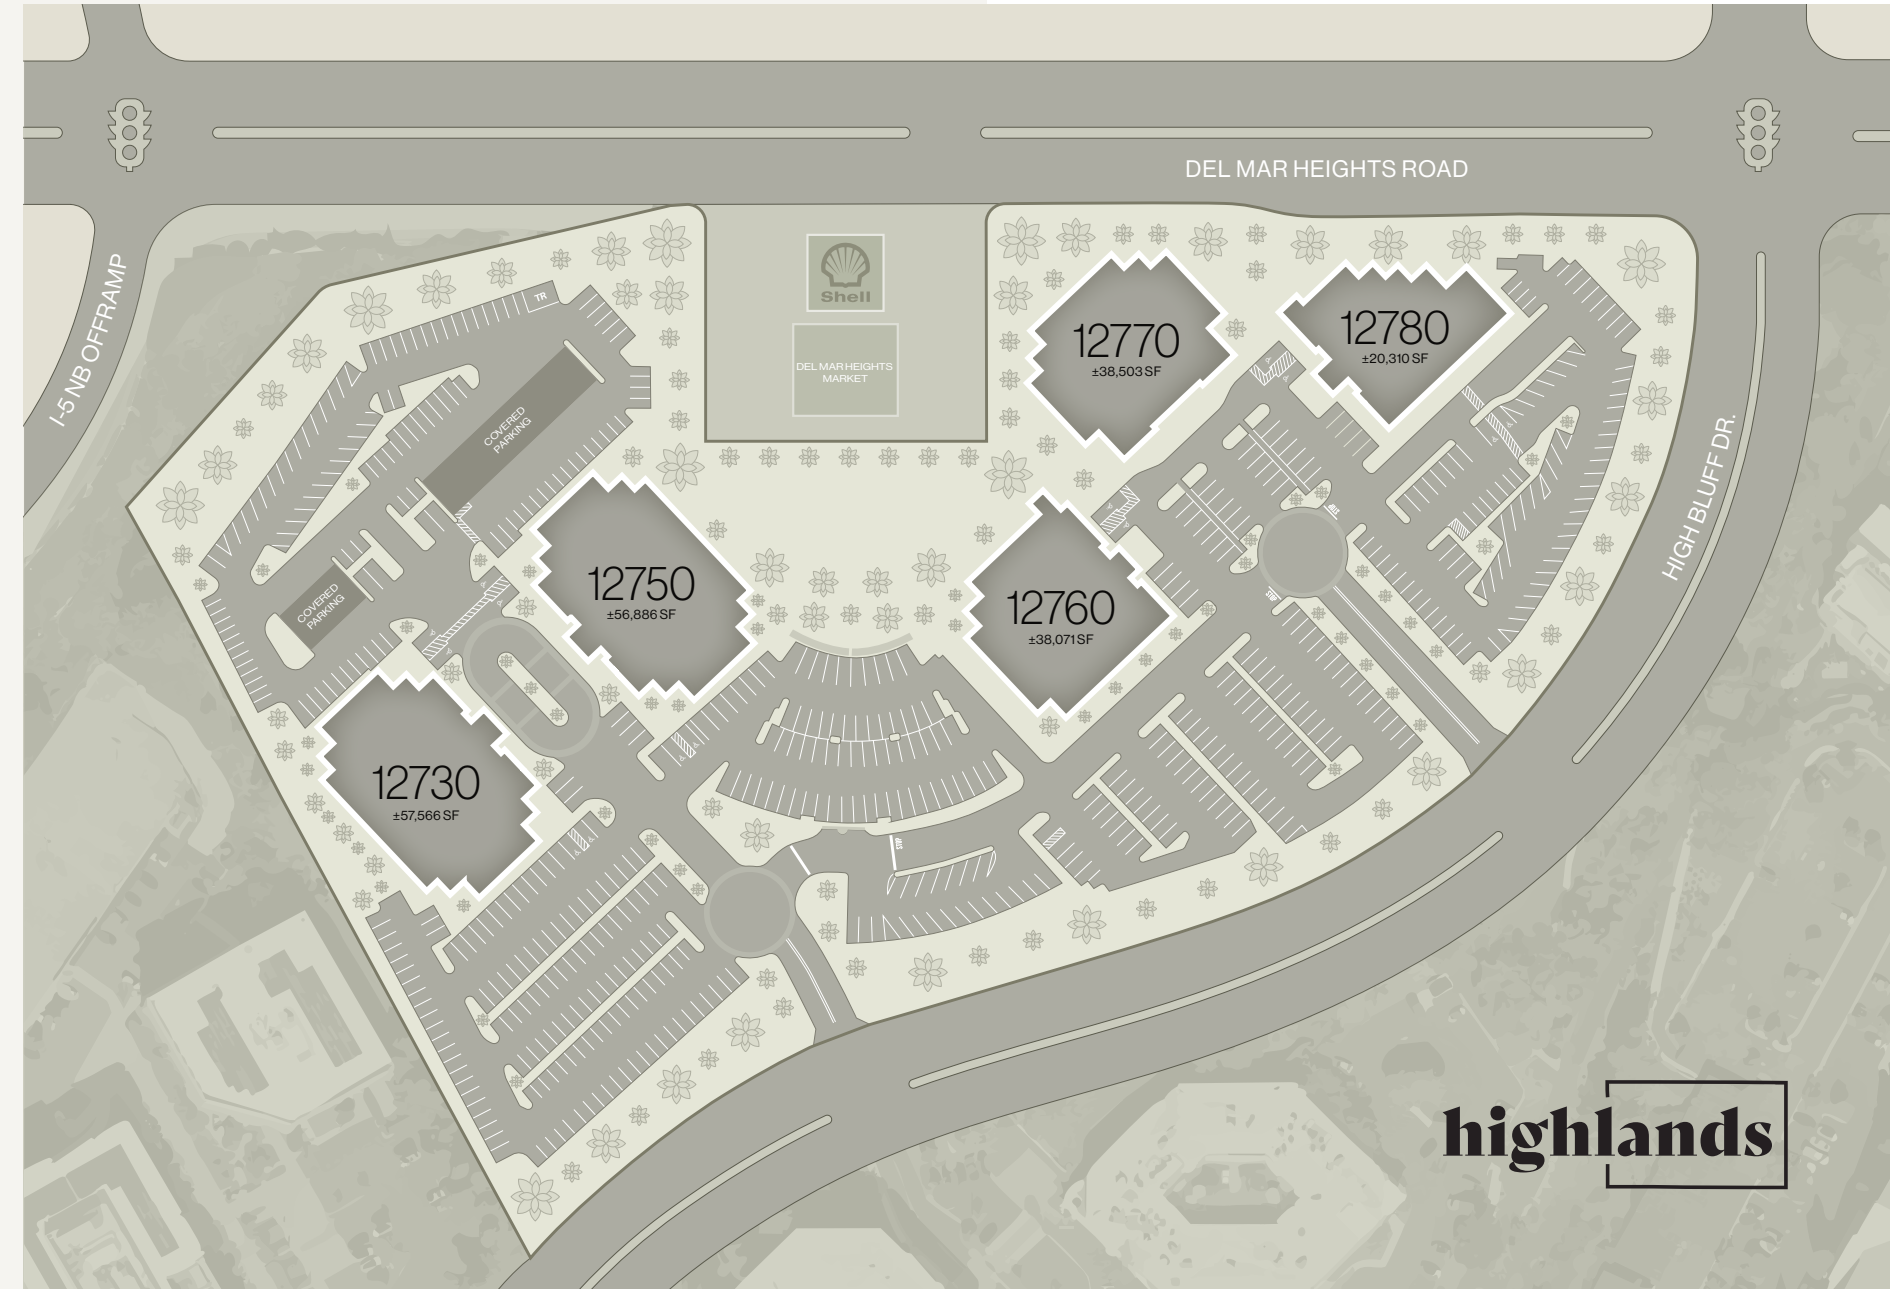 DEL MAR HEIGHTS ROAD
I-5 NB OFFRAMP
Shell
TR
DEL MAR HEIGHTS
MARKET
12770
±38,503 SF
12780
±20,310 SF
COVERED
PARKING
HIGH BLUFF DR.
12750
±56,886 SF
12760
±38,071 SF
COVERED
PARKING
12730
±57,566 SF
highlands